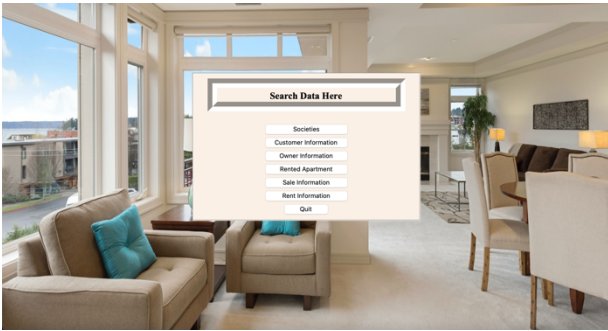 Search Data Here
Societies
Customer Information
Owner Information
Rented Apartment
Sale Information
Rent Information
Quit